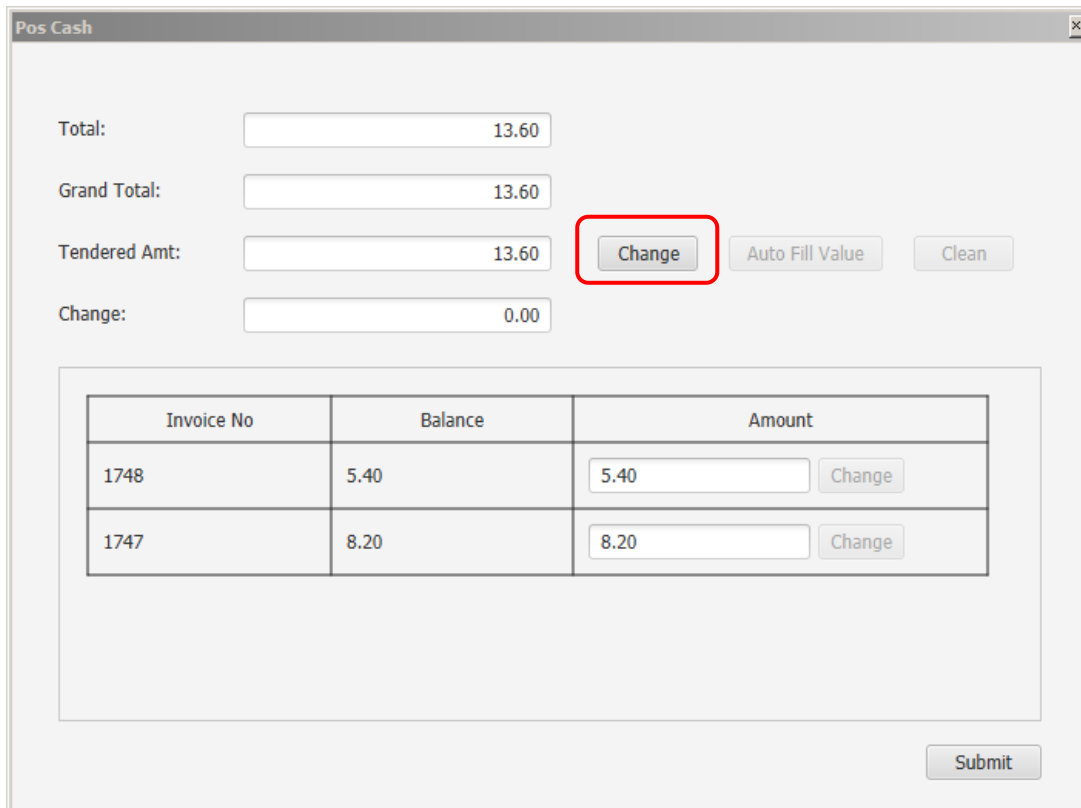 Pos Cash
Total: 13.60
Grand Total: 13.60
Tendered Amt: 13.60 Change Auto Fill Value Clean
Change: 0.00
Invoice No Balance Amount
1748 5.40 5.40 Change
1747 8.20 8.20 Change
Submit